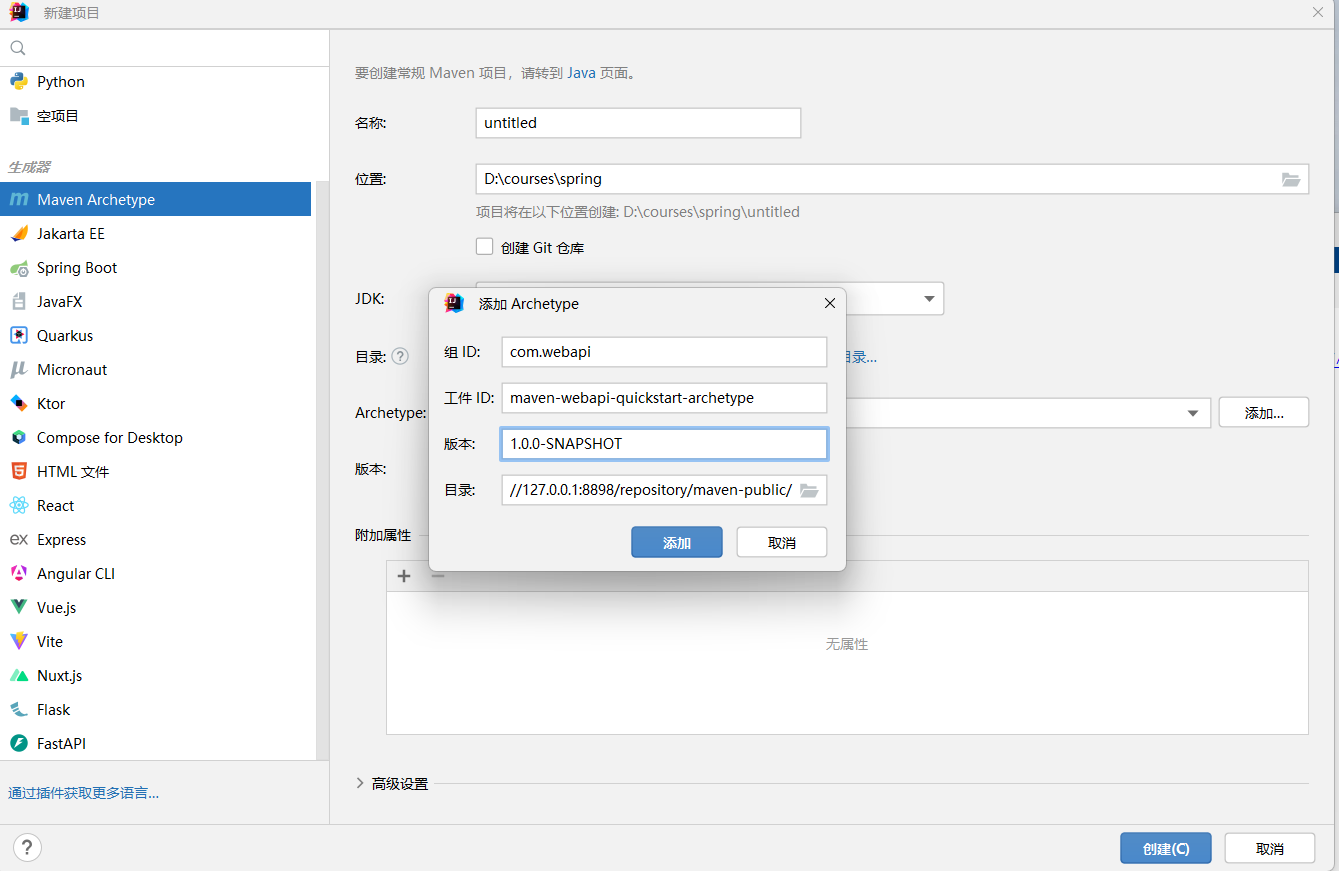 新建项目
Python
空项目
生成器
Maven Archetype
Jakarta EE
Spring Boot
JavaFX
Quarkus
Micronaut
Ktor
Compose for Desktop
HTML 文件
React
Express
Angular CLI
Vue.js
Vite
Nuxt.js
Flask
FastAPI
通过插件获取更多语言...
要创建常规 Maven 项目，请转到 Java 页面。
名称:
untitled
位置:
D:\courses\spring
项目将在以下位置创建: D:\courses\spring\untitled
创建 Git 仓库
JDK:
目录:
目录...
Archetype:
添加...
版本:
附加属性
无属性
高级设置
添加 Archetype
组 ID:
com.webapi
工件 ID:
maven-webapi-quickstart-archetype
版本:
1.0.0-SNAPSHOT
目录:
//127.0.0.1:8898/repository/maven-public/
添加
取消
创建(C)
取消